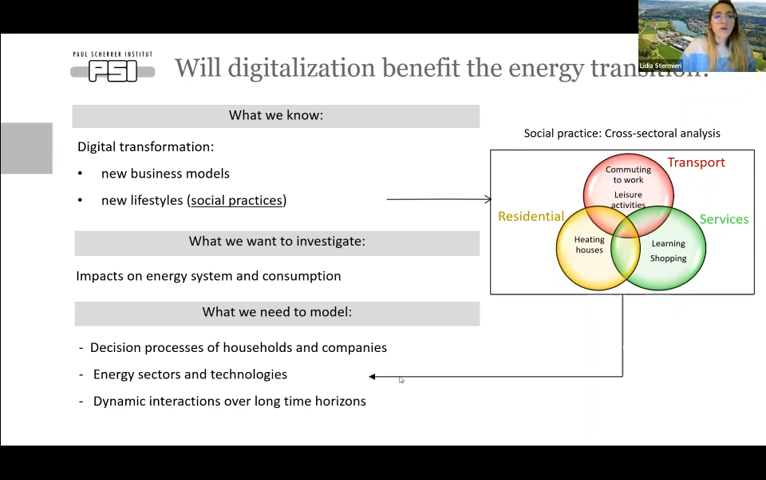 PAUL SCHERRER INSTITUT
PSI
Will digitalization benefit the energy transition?
Lidia Stermieri
What we know:
Digital transformation:
• new business models
• new lifestyles (social practices)
What we want to investigate:
Impacts on energy system and consumption
What we need to model:
- Decision processes of households and companies
- Energy sectors and technologies
- Dynamic interactions over long time horizons
Social practice: Cross-sectoral analysis
Transport
Commuting
to work
Leisure
activities
Residential
Heating
houses
Services
Learning
Shopping